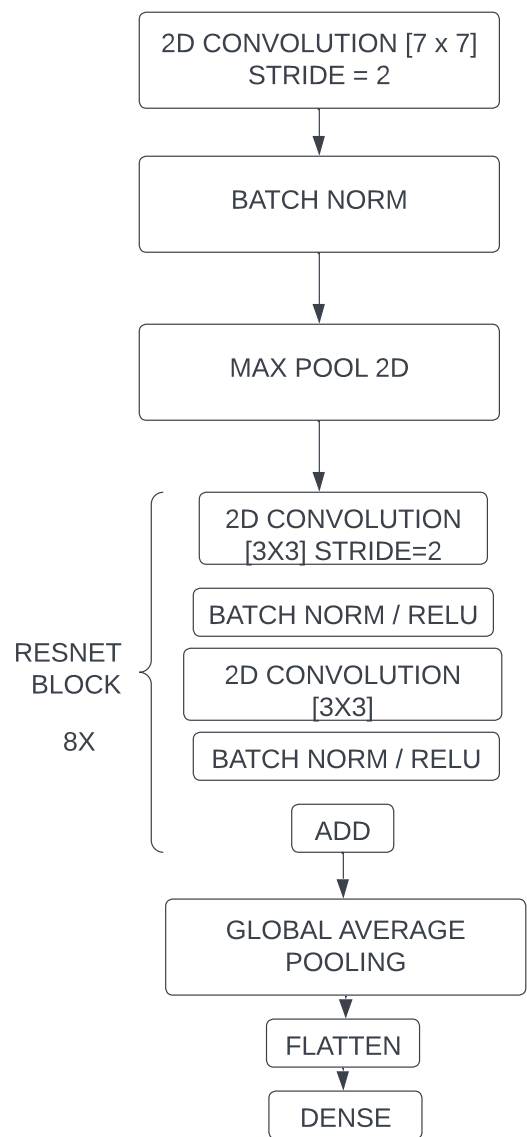 2D CONVOLUTION [7 x 7]
STRIDE = 2
BATCH NORM
MAX POOL 2D
2D CONVOLUTION
[3X3] STRIDE=2
BATCH NORM / RELU
RESNET
BLOCK
8X
2D CONVOLUTION
[3X3]
BATCH NORM / RELU
ADD
GLOBAL AVERAGE
POOLING
FLATTEN
DENSE